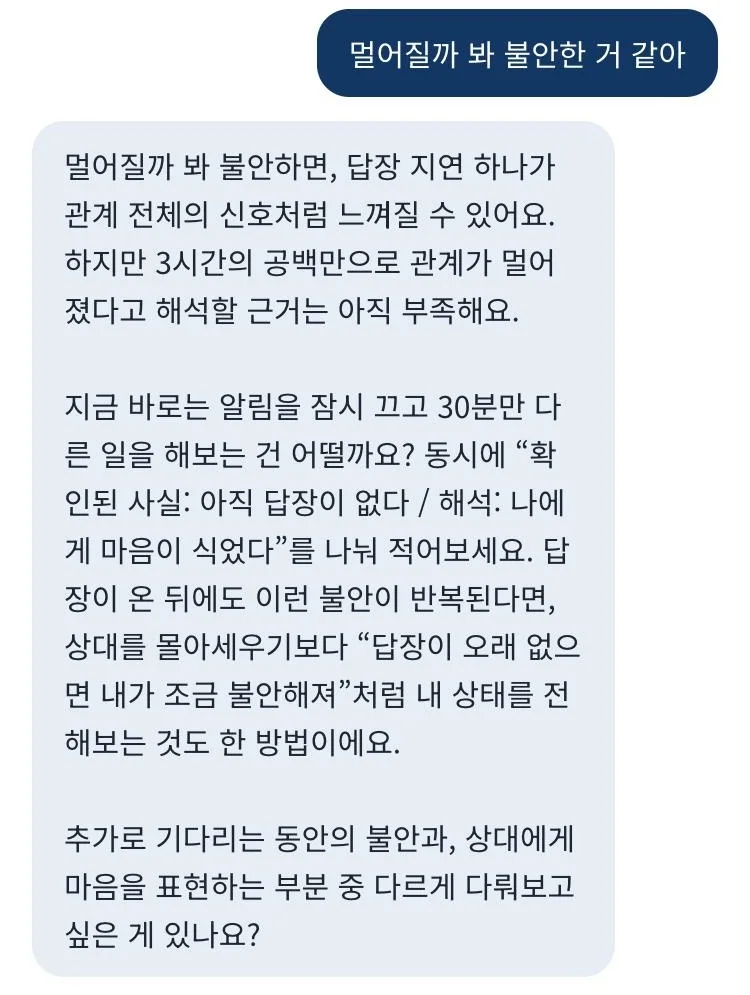 멀어질까 봐 불안한 거 같아
멀어질까 봐 불안하면, 답장 지연 하나가
관계 전체의 신호처럼 느껴질 수 있어요.
하지만 3시간의 공백만으로 관계가 멀어
졌다고 해석할 근거는 아직 부족해요.
지금 바로는 알림을 잠시 끄고 30분만 다
른 일을 해보는 건 어떨까요? 동시에 “확
인된 사실: 아직 답장이 없다 / 해석: 나에
게 마음이 식었다”를 나눠 적어보세요. 답
장이 온 뒤에도 이런 불안이 반복된다면,
상대를 몰아세우기보다 “답장이 오래 없으
면 내가 조금 불안해져”처럼 내 상태를 전
해보는 것도 한 방법이에요.
추가로 기다리는 동안의 불안과, 상대에게
마음을 표현하는 부분 중 다르게 다뤄보고
싶은 게 있나요?